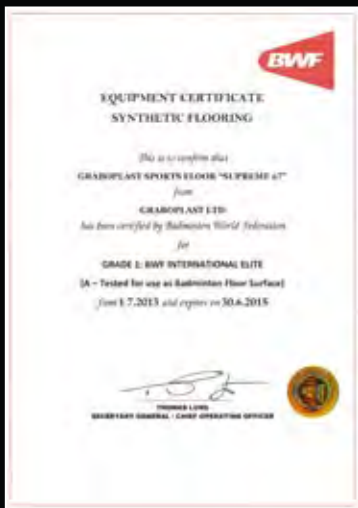 BWF
EQUIPMENT CERTIFICATE
SYNTHETIC FLOORING
This is to confirm that
GRABOPLAST SPORTS FLOOR "SUPREME 67"
from
GRABOPLAST LTD
has been certified by Badminton World Federation
for
GRADE 1: BWF INTERNATIONAL ELITE
(A – Tested for use as Badminton Floor Surface)
from 1.7.2013 and expires on 30.6.2015
THOMAS LUND
SECRETARY GENERAL / CHIEF OPERATING OFFICER